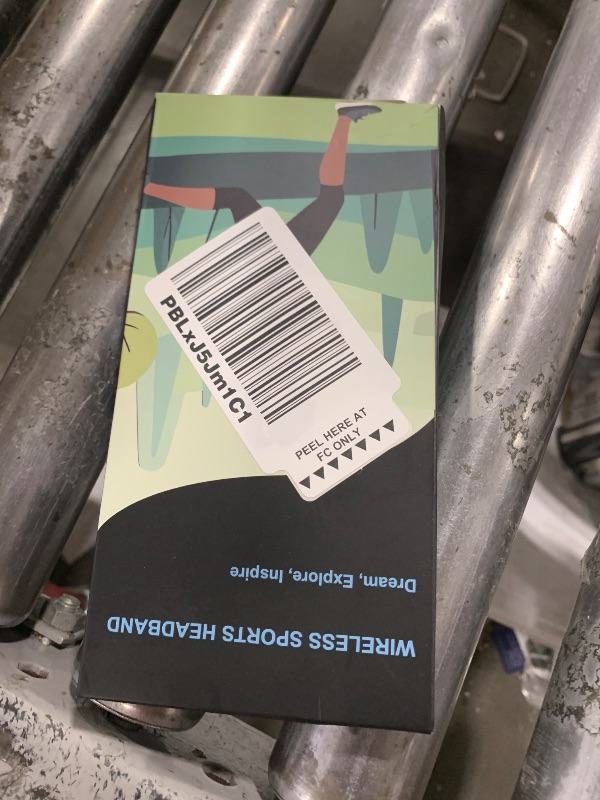 PBLxJ5Jm1C1
PEEL HERE AT
FC ONLY
WIRELESS SPORTS HEADBAND
Dream, Explore, Inspire